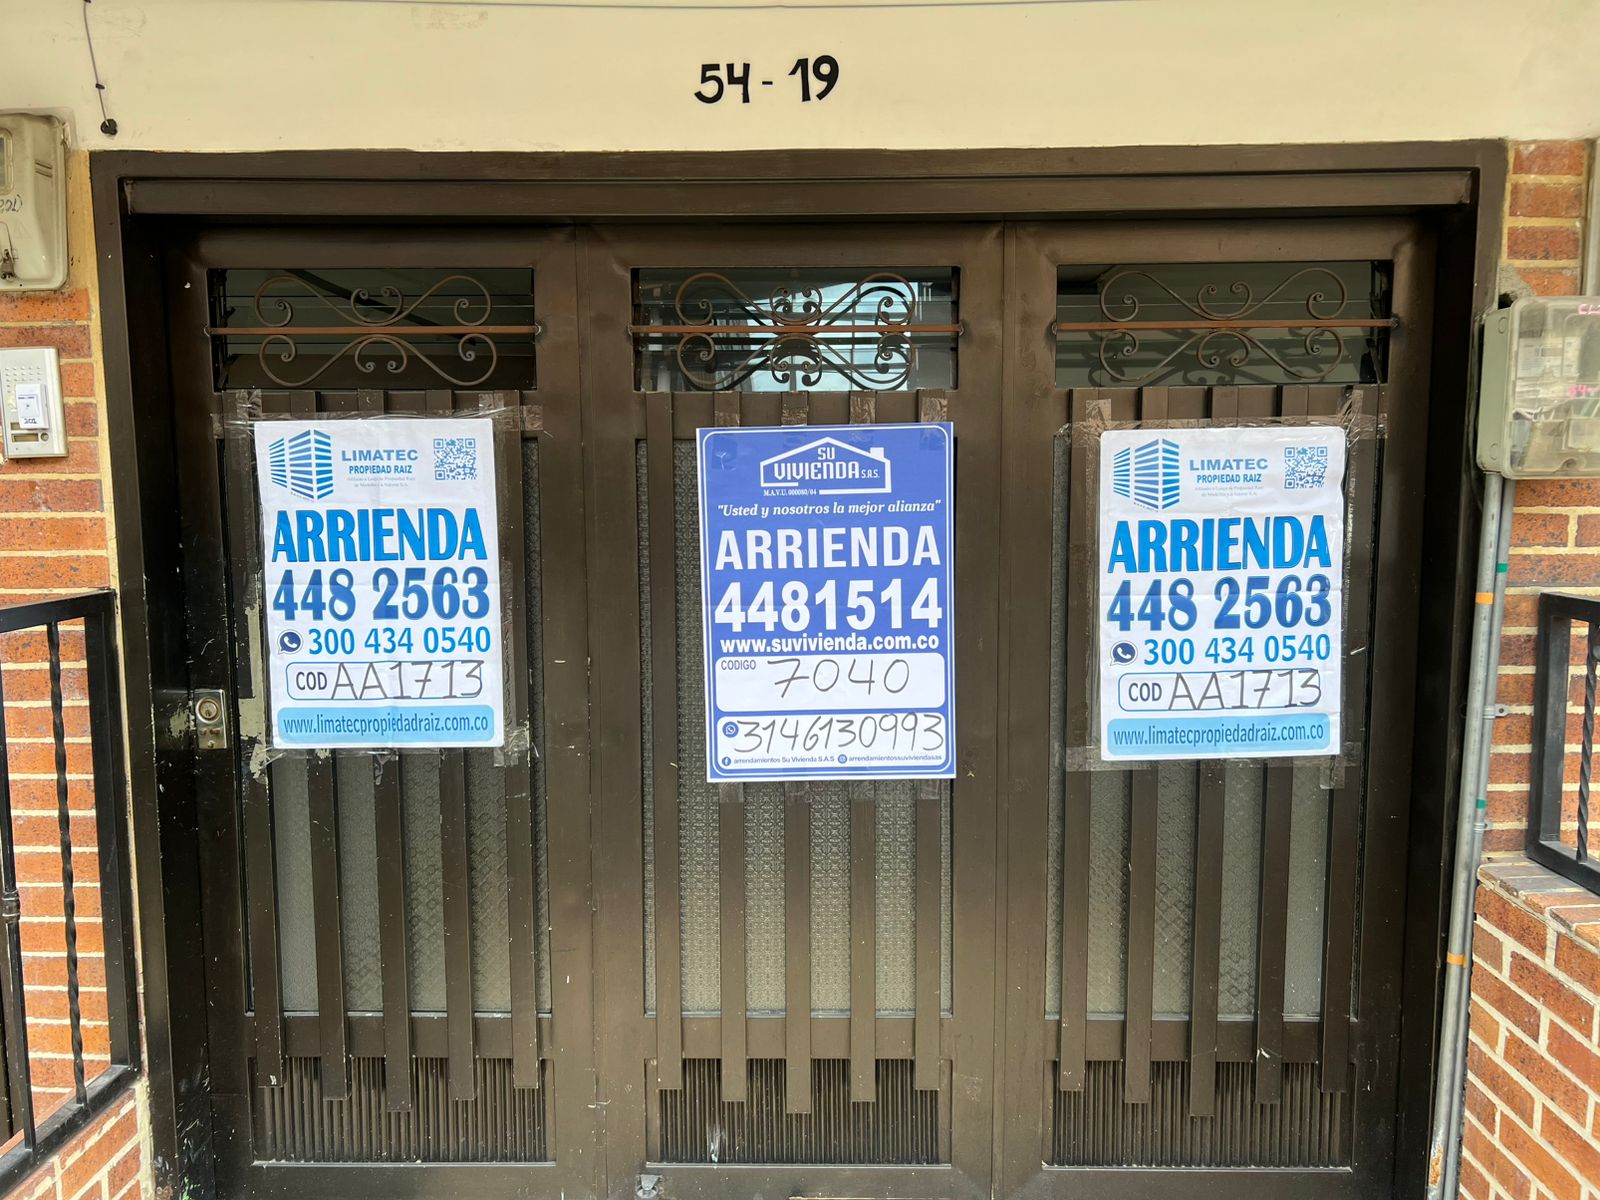 54-19
LIMATEC
PROPIEDAD RAIZ
ARRIENDA
448 2563
300 434 0540
COD AA1713
www.limatecpropiedadraiz.com.co
SU
VIVIENDA S.A.S.
M.A.V.U. 000080/04
"Usted y nosotros la mejor alianza"
ARRIENDA
4481514
www.suvivienda.com.co
CODIGO
7040
3146130993
arrendamientos Su Vivienda S.A.S arrendamientossuviviendasas
LIMATEC
PROPIEDAD RAIZ
ARRIENDA
448 2563
300 434 0540
COD AA1713
www.limatecpropiedadraiz.com.co